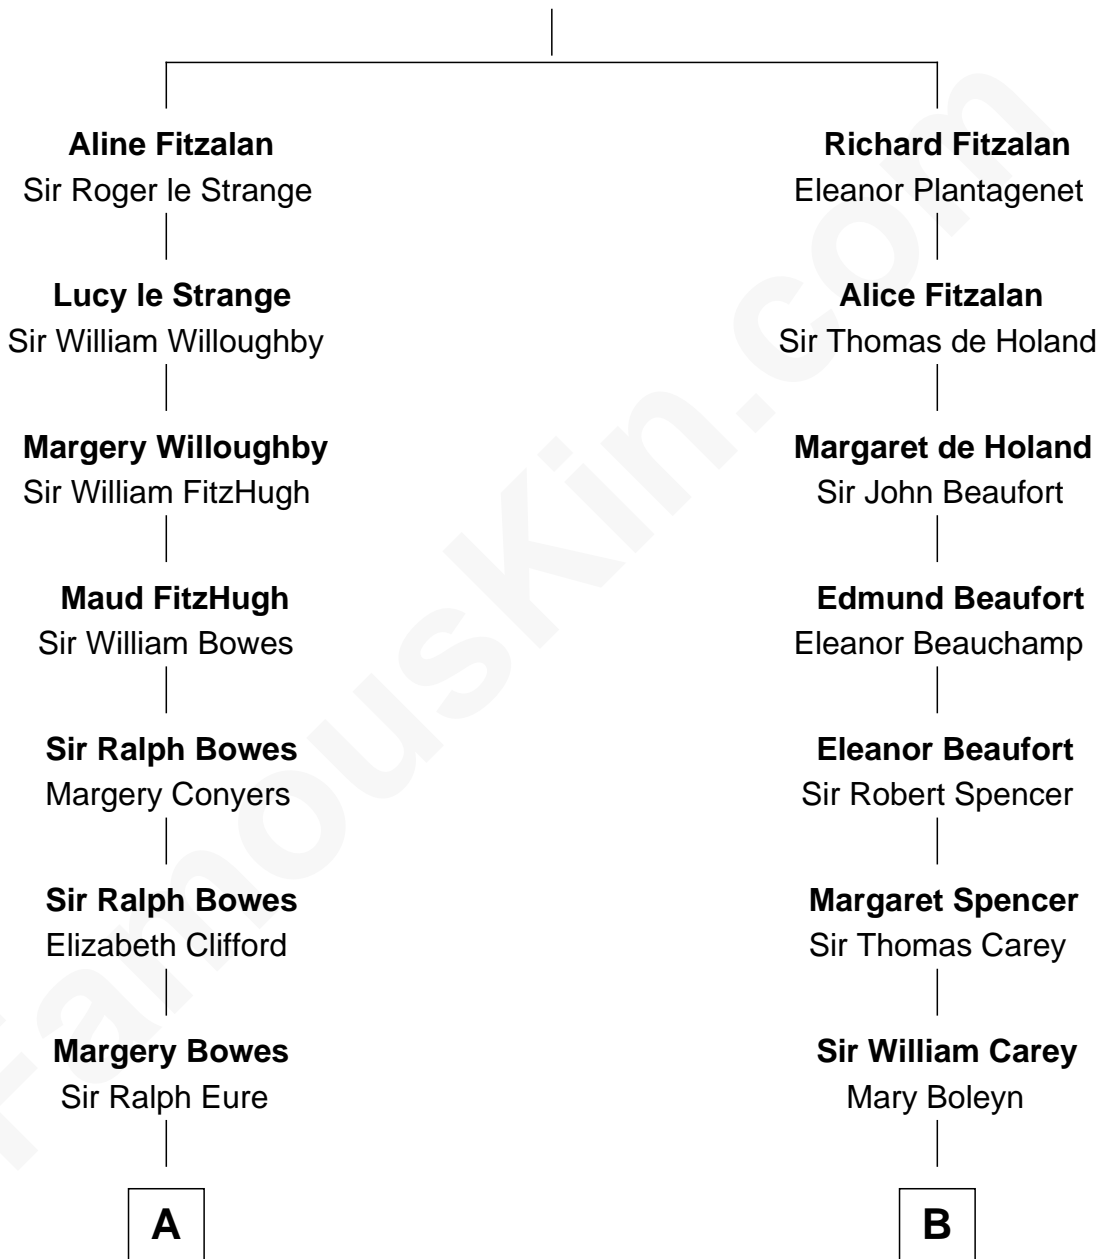 Aline Fitzalan
Sir Roger le Strange
Lucy le Strange
Sir William Willoughby
Margery Willoughby
Sir William FitzHugh
Maud FitzHugh
Sir William Bowes
Sir Ralph Bowes
Margery Conyers
Sir Ralph Bowes
Elizabeth Clifford
Margery Bowes
Sir Ralph Eure
A
Richard Fitzalan
Eleanor Plantagenet
Alice Fitzalan
Sir Thomas de Holand
Margaret de Holand
Sir John Beaufort
Edmund Beaufort
Eleanor Beauchamp
Eleanor Beaufort
Sir Robert Spencer
Margaret Spencer
Sir Thomas Carey
Sir William Carey
Mary Boleyn
B
FamousKin.com